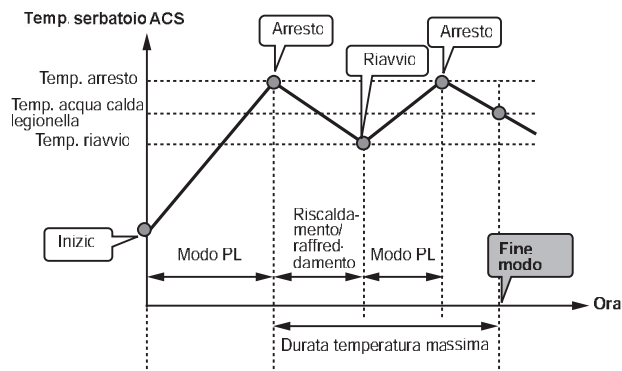 Temp. serbatoio ACS
Arresto
Riavvio
Arresto
Temp. arresto
Temp. acqua calda
legionella
Temp. riavvio
Inizio
Modo PL
Riscalda-
mento/
raffred-
damento
Modo PL
Fine
modo
Ora
Durata temperatura massima